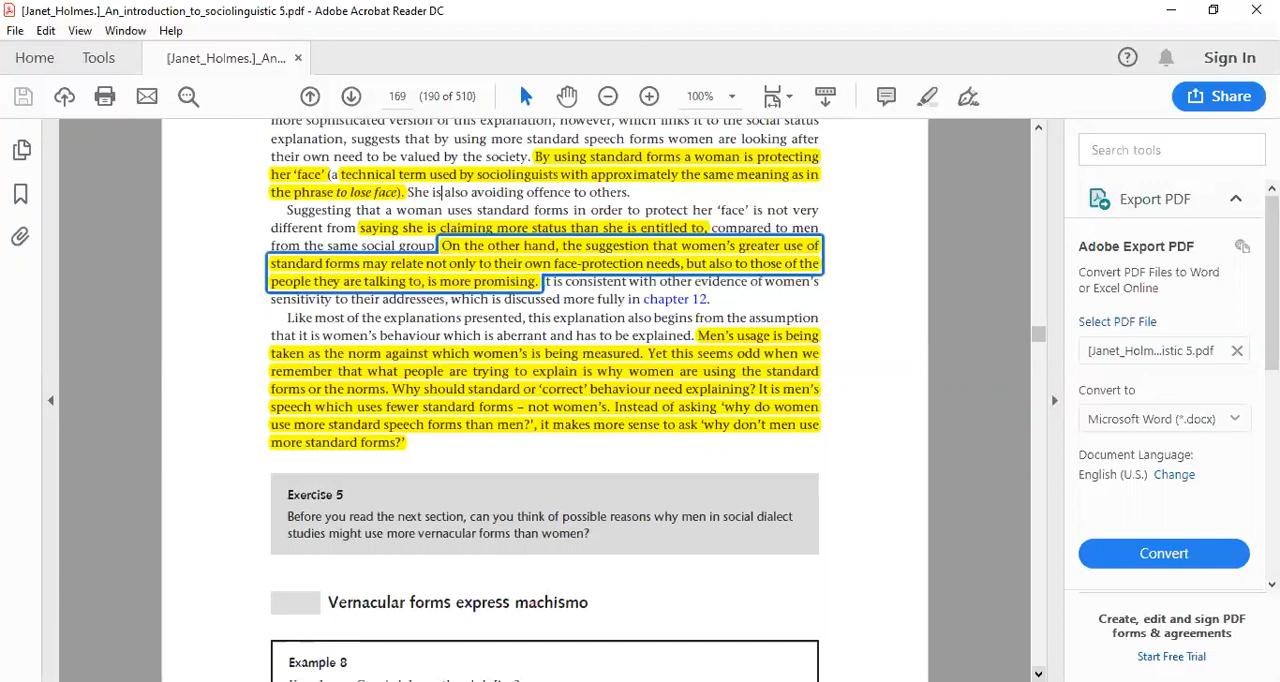 [Janet_Holmes.]_An_introduction_to_sociolinguistic 5.pdf - Adobe Acrobat Reader DC
File Edit View Window Help
Home Tools [Janet_Holmes.]_An... × Sign In
169 (190 of 510) 100% Share
more sophisticated version of this explanation, however, which links it to the social status
explanation, suggests that by using more standard speech forms women are looking after
their own need to be valued by the society. By using standard forms a woman is protecting
her ‘face’ (a technical term used by sociolinguists with approximately the same meaning as in
the phrase to lose face). She is also avoiding offence to others.
Suggesting that a woman uses standard forms in order to protect her ‘face’ is not very
different from saying she is claiming more status than she is entitled to, compared to men
from the same social group. On the other hand, the suggestion that women’s greater use of
standard forms may relate not only to their own face-protection needs, but also to those of the
people they are talking to, is more promising. It is consistent with other evidence of women’s
sensitivity to their addressees, which is discussed more fully in chapter 12.
Like most of the explanations presented, this explanation also begins from the assumption
that it is women’s behaviour which is aberrant and has to be explained. Men’s usage is being
taken as the norm against which women’s is being measured. Yet this seems odd when we
remember that what people are trying to explain is why women are using the standard
forms or the norms. Why should standard or ‘correct’ behaviour need explaining? It is men’s
speech which uses fewer standard forms – not women’s. Instead of asking ‘why do women
use more standard speech forms than men?’, it makes more sense to ask ‘why don’t men use
more standard forms?’
Exercise 5
Before you read the next section, can you think of possible reasons why men in social dialect
studies might use more vernacular forms than women?
Vernacular forms express machismo
Example 8
Search tools
Export PDF
Adobe Export PDF
Convert PDF Files to Word
or Excel Online
Select PDF File
[Janet_Holm...istic 5.pdf
Convert to
Microsoft Word (*.docx)
Document Language:
English (U.S.) Change
Convert
Create, edit and sign PDF
forms & agreements
Start Free Trial